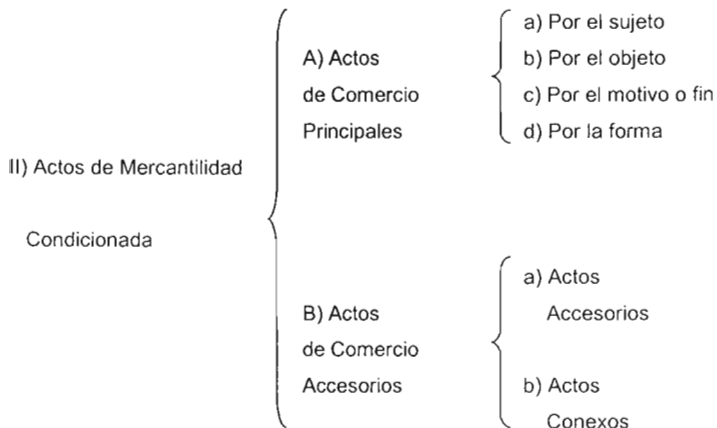 II) Actos de Mercantilidad
Condicionada
A) Actos
de Comercio
Principales
a) Por el sujeto
b) Por el objeto
c) Por el motivo o fin
d) Por la forma
B) Actos
de Comercio
Accesorios
a) Actos
Accesorios
b) Actos
Conexos